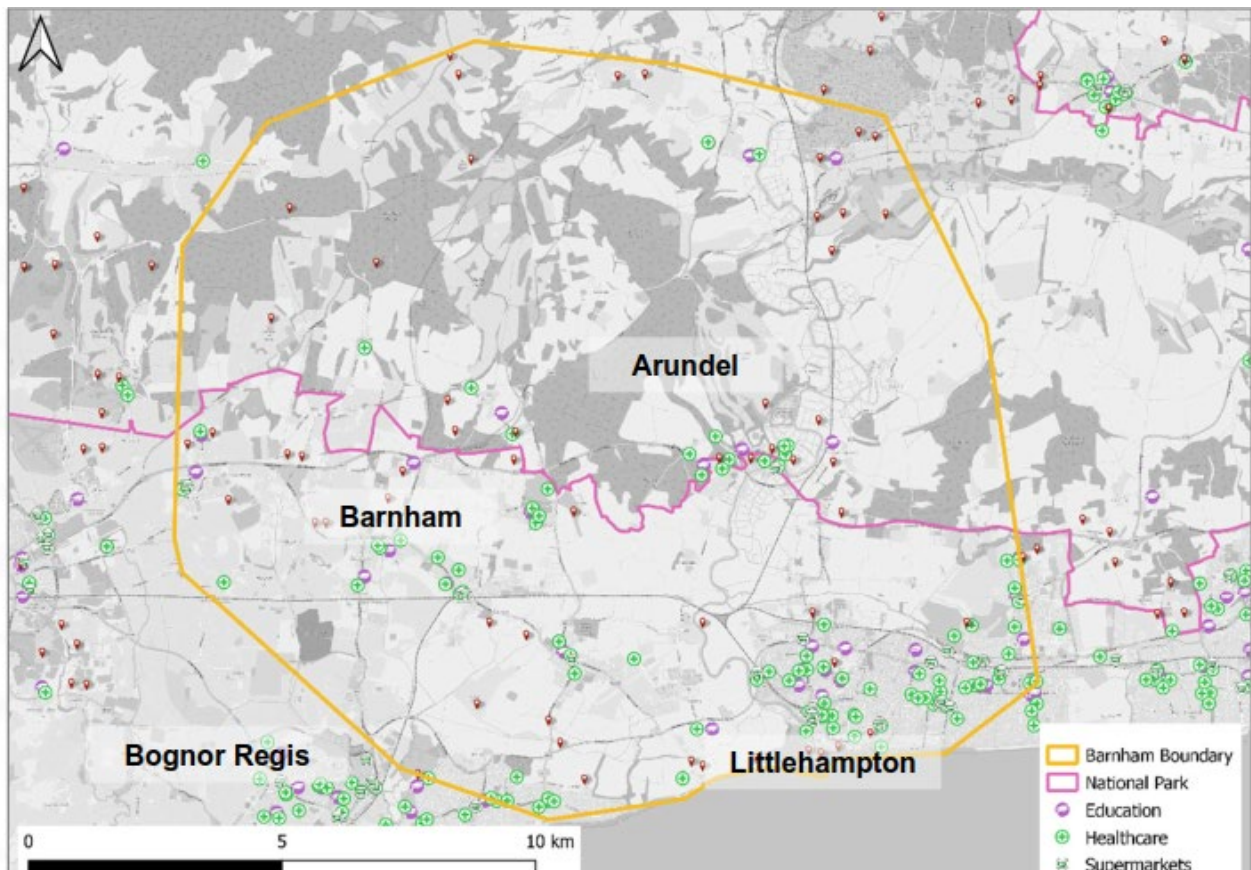 Arundel
Barnham
Bognor Regis
Littlehampton
Barnham Boundary
National Park
Education
Healthcare
Supermarkets
0
5
10 km